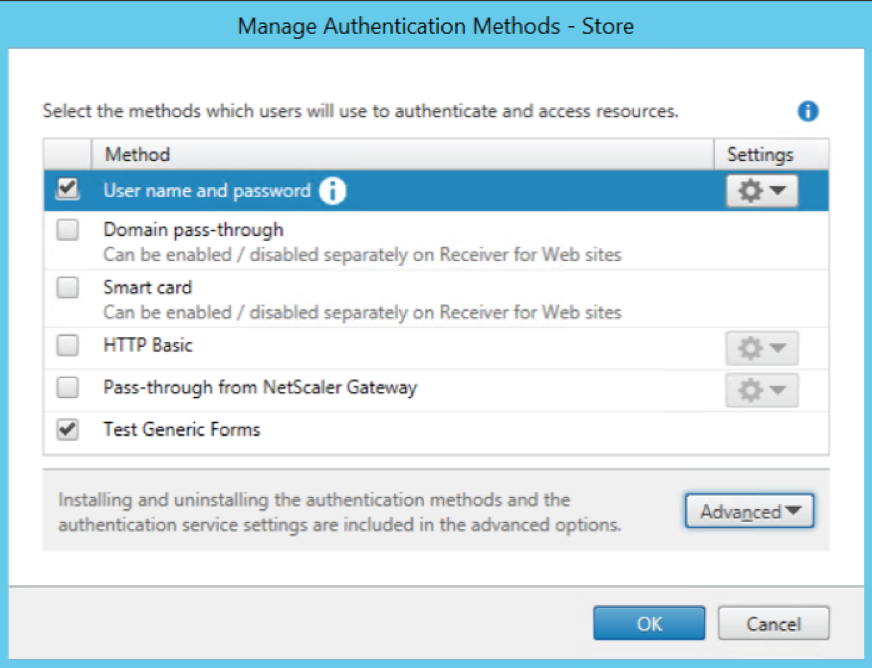 Manage Authentication Methods - Store
Select the methods which users will use to authenticate and access resources.
Method Settings
User name and password
Domain pass-through
Can be enabled / disabled separately on Receiver for Web sites
Smart card
Can be enabled / disabled separately on Receiver for Web sites
HTTP Basic
Pass-through from NetScaler Gateway
Test Generic Forms
Installing and uninstalling the authentication methods and the
authentication service settings are included in the advanced options.
Advanced
OK Cancel